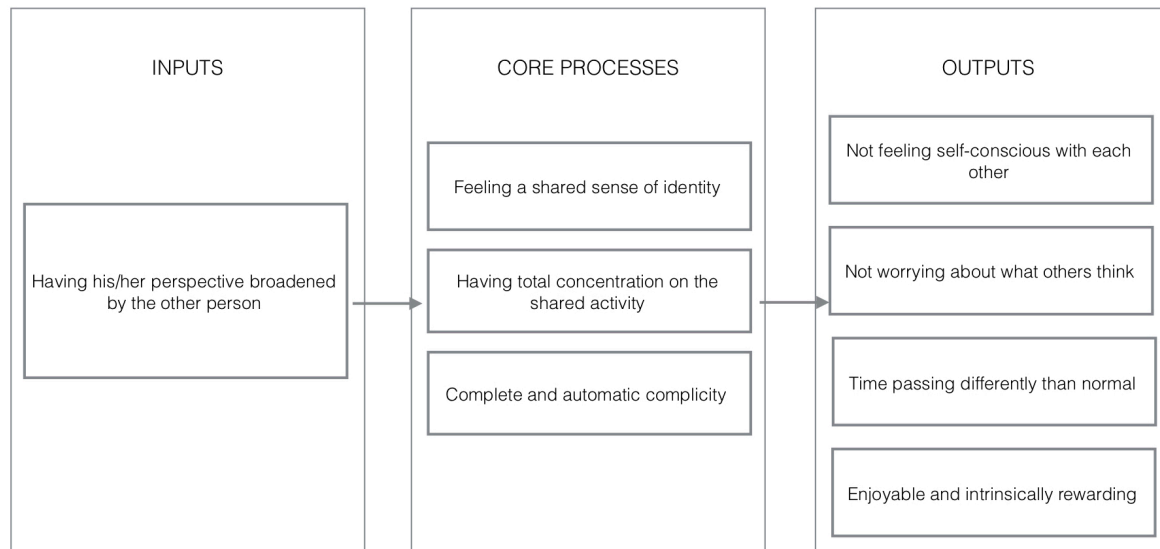 INPUTS
Having his/her perspective broadened
by the other person
CORE PROCESSES
Feeling a shared sense of identity
Having total concentration on the
shared activity
Complete and automatic complicity
OUTPUTS
Not feeling self-conscious with each
other
Not worrying about what others think
Time passing differently than normal
Enjoyable and intrinsically rewarding